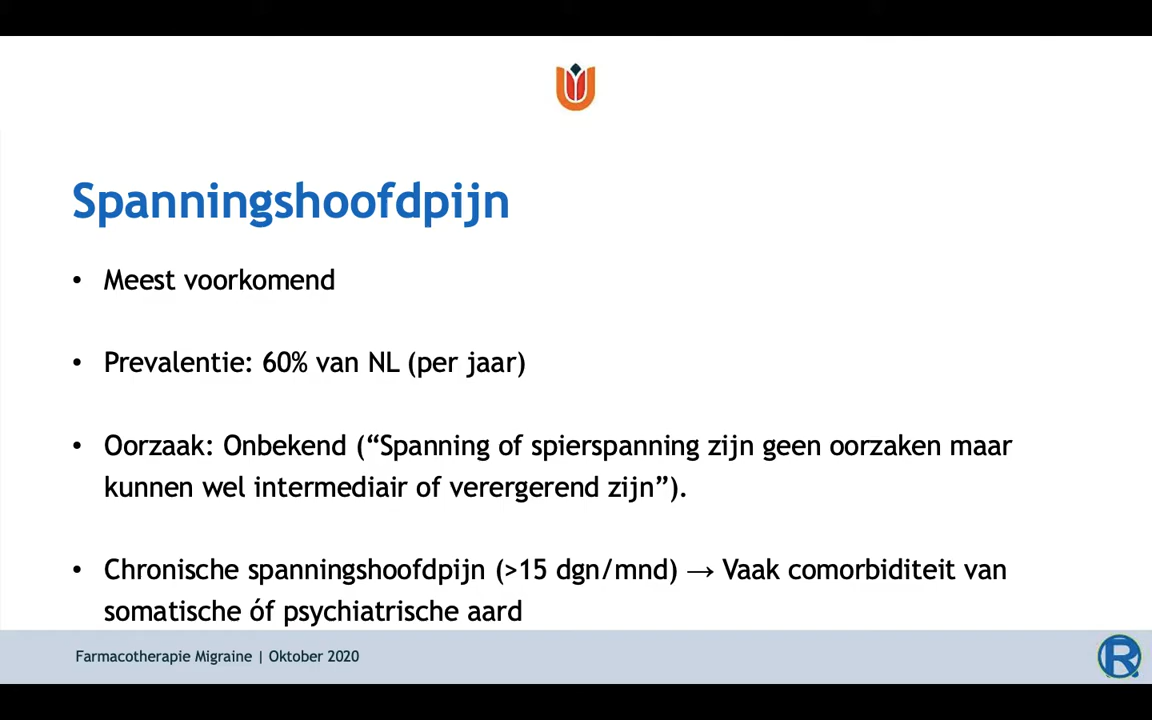 Spanningshoofdpijn
• Meest voorkomend
• Prevalentie: 60% van NL (per jaar)
• Oorzaak: Onbekend (“Spanning of spierspanning zijn geen oorzaken maar
kunnen wel intermediair of verergerend zijn”).
• Chronische spanningshoofdpijn (>15 dgn/mnd) → Vaak comorbiditeit van
somatische óf psychiatrische aard
Farmacotherapie Migraine | Oktober 2020
R